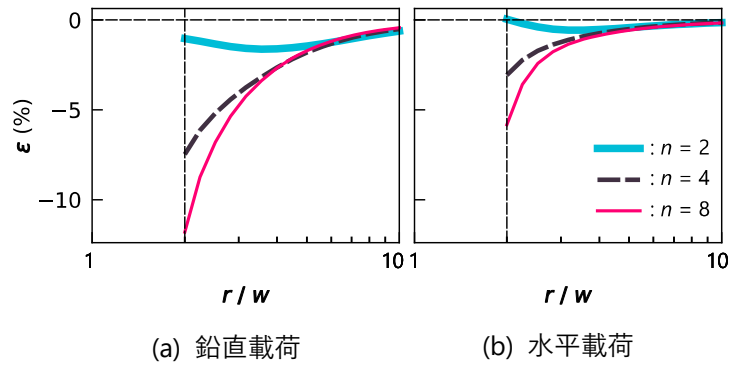 0
−5
−10
ε (%)
1
10
r / w
(a) 鉛直載荷
: n = 2
: n = 4
: n = 8
1
10
r / w
(b) 水平載荷